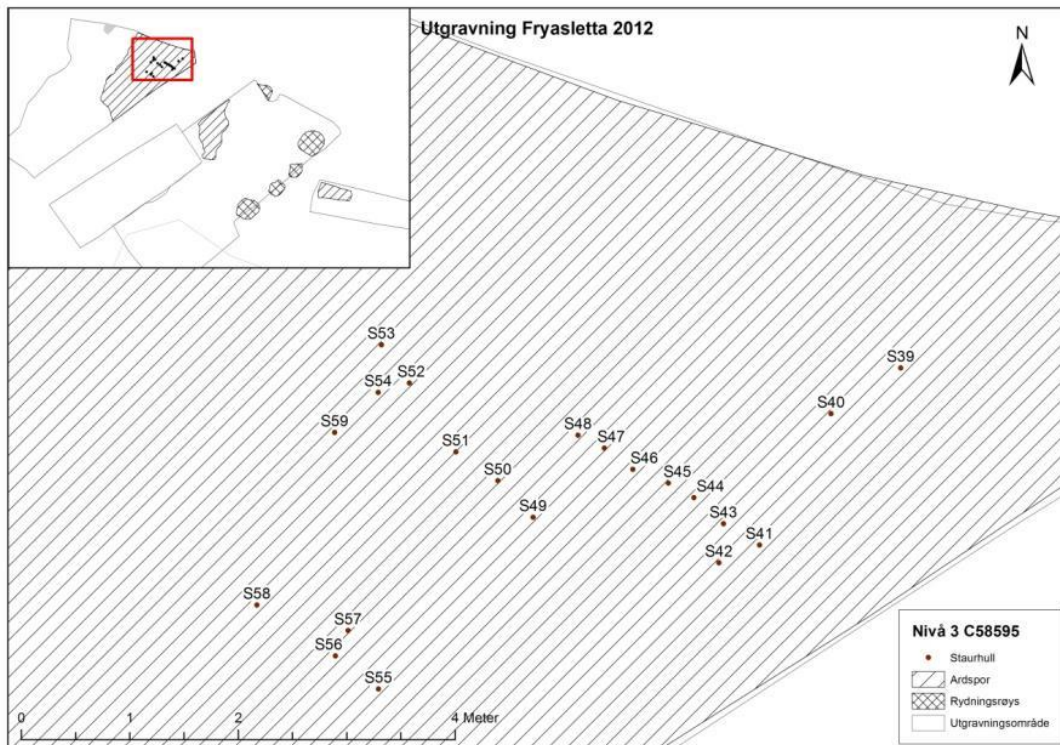 Utgravning Fryasletta 2012
N
S53
S39
S52
S54
S40
S59
S48
S51
S47
S46
S50
S45
S44
S49
S43
S41
S42
S58
S57
S56
S55
0 1 2 4 Meter
Nivå 3 C58595
Staurhull
Ardspor
Rydningsrøys
Utgravningsområde